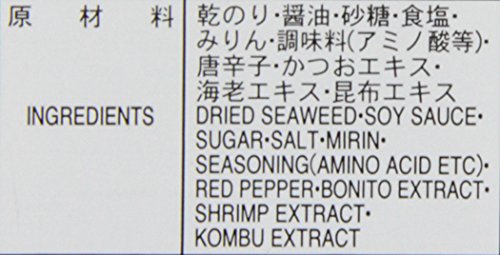 原材料
乾のり・醤油・砂糖・食塩・
みりん・調味料(アミノ酸等)・
唐辛子・かつおエキス・
海老エキス・昆布エキス
INGREDIENTS
DRIED SEAWEED・SOY SAUCE・
SUGAR・SALT・MIRIN・
SEASONING(AMINO ACID ETC)・
RED PEPPER・BONITO EXTRACT・
SHRIMP EXTRACT・
KOMBU EXTRACT